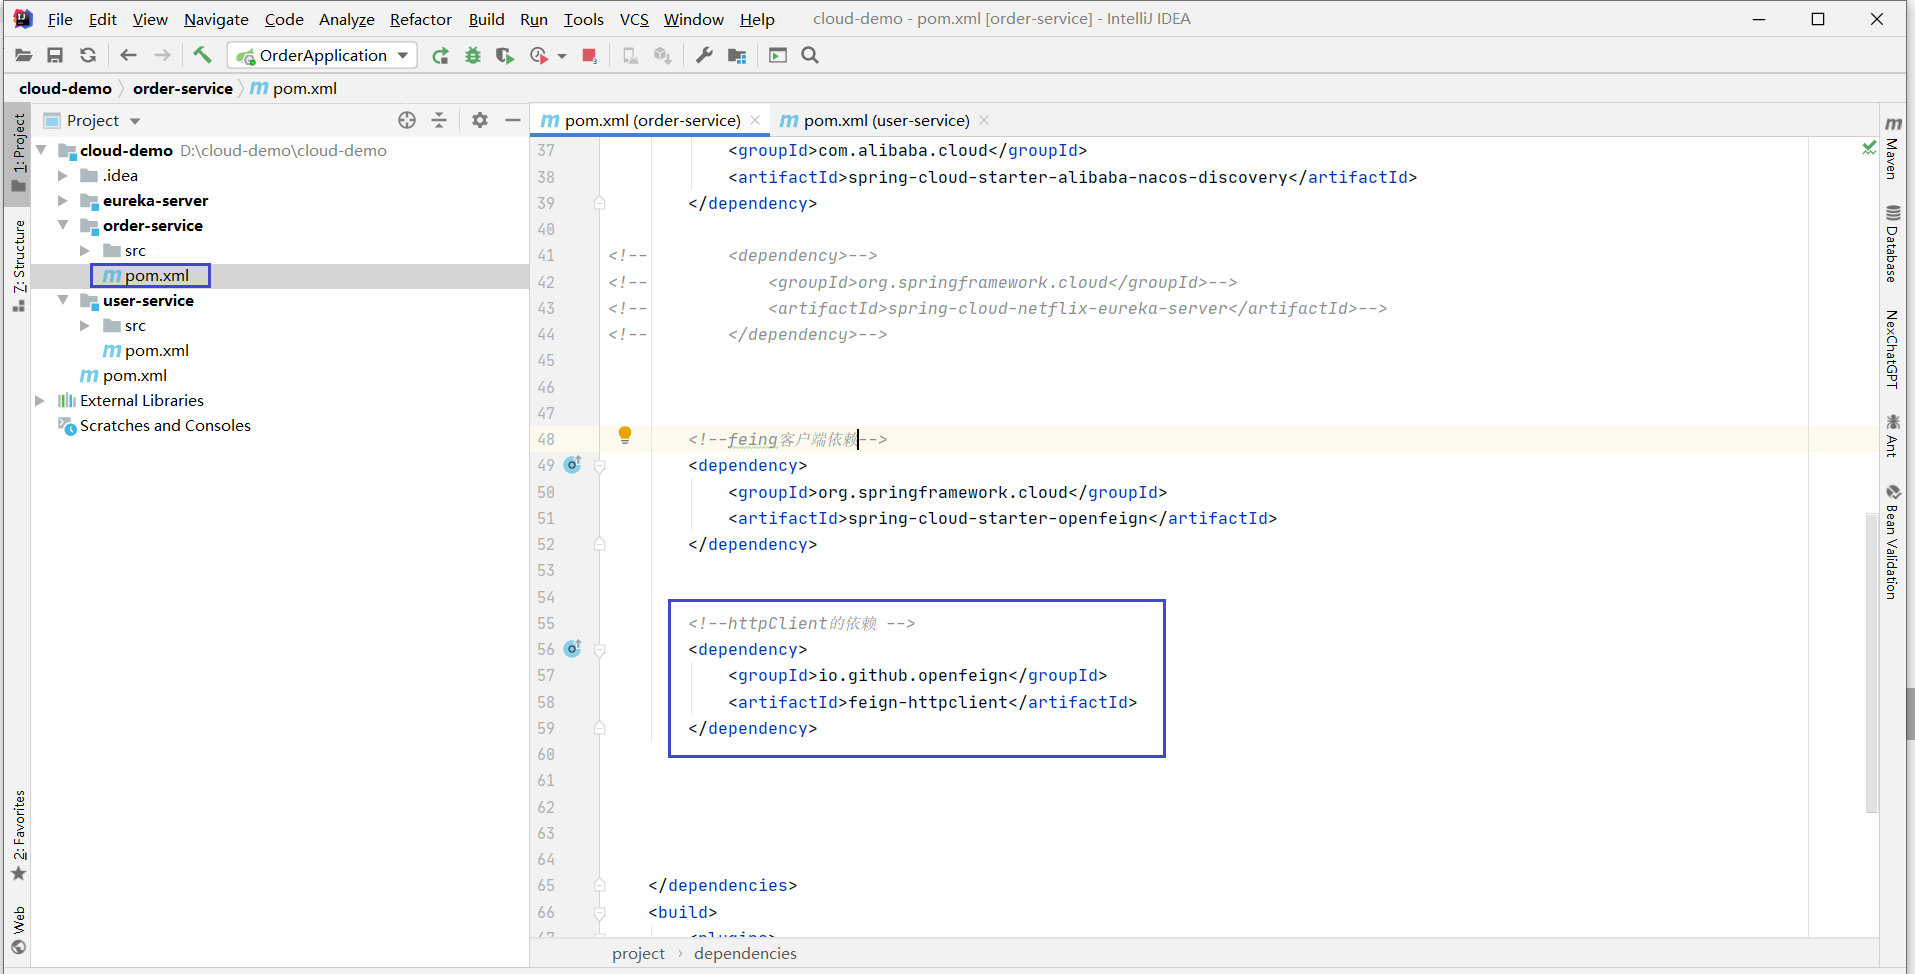 File Edit View Navigate Code Analyze Refactor Build Run Tools VCS Window Help cloud-demo - pom.xml [order-service] - IntelliJ IDEA
OrderApplication
cloud-demo order-service pom.xml
Project
pom.xml (order-service) pom.xml (user-service)
1: Project
7: Structure
2: Favorites
Web
cloud-demo D:\cloud-demo\cloud-demo
.idea
eureka-server
order-service
src
pom.xml
user-service
src
pom.xml
pom.xml
External Libraries
Scratches and Consoles
37 <groupId>com.alibaba.cloud</groupId>
38 <artifactId>spring-cloud-starter-alibaba-nacos-discovery</artifactId>
39 </dependency>
40
41 <!-- <dependency>-->
42 <!-- <groupId>org.springframework.cloud</groupId>-->
43 <!-- <artifactId>spring-cloud-netflix-eureka-server</artifactId>-->
44 <!-- </dependency>-->
45
46
47
48 <!--feing客户端依赖-->
49 <dependency>
50 <groupId>org.springframework.cloud</groupId>
51 <artifactId>spring-cloud-starter-openfeign</artifactId>
52 </dependency>
53
54
55 <!--httpClient的依赖 -->
56 <dependency>
57 <groupId>io.github.openfeign</groupId>
58 <artifactId>feign-httpclient</artifactId>
59 </dependency>
60
61
62
63
64
65 </dependencies>
66 <build>
67 <plugins>
project › dependencies
Maven
Database
NexChatGPT
Ant
Bean Validation